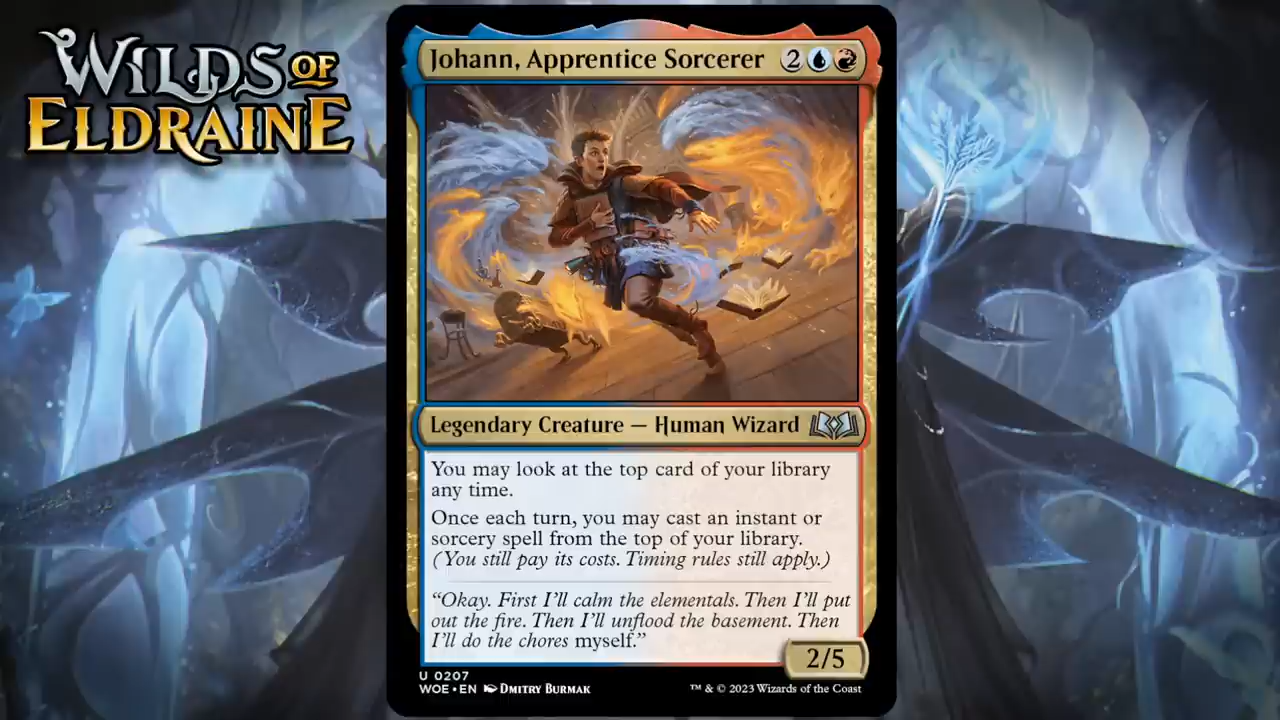 WILDS OF
ELDRAINE
Johann, Apprentice Sorcerer 2
Legendary Creature — Human Wizard
You may look at the top card of your library
any time.
Once each turn, you may cast an instant or
sorcery spell from the top of your library.
(You still pay its costs. Timing rules still apply.)
“Okay. First I’ll calm the elementals. Then I’ll put
out the fire. Then I’ll unflood the basement. Then
I’ll do the chores myself.”
2/5
U 0207
WOE • EN DMITRY BURMAK
™ & © 2023 Wizards of the Coast